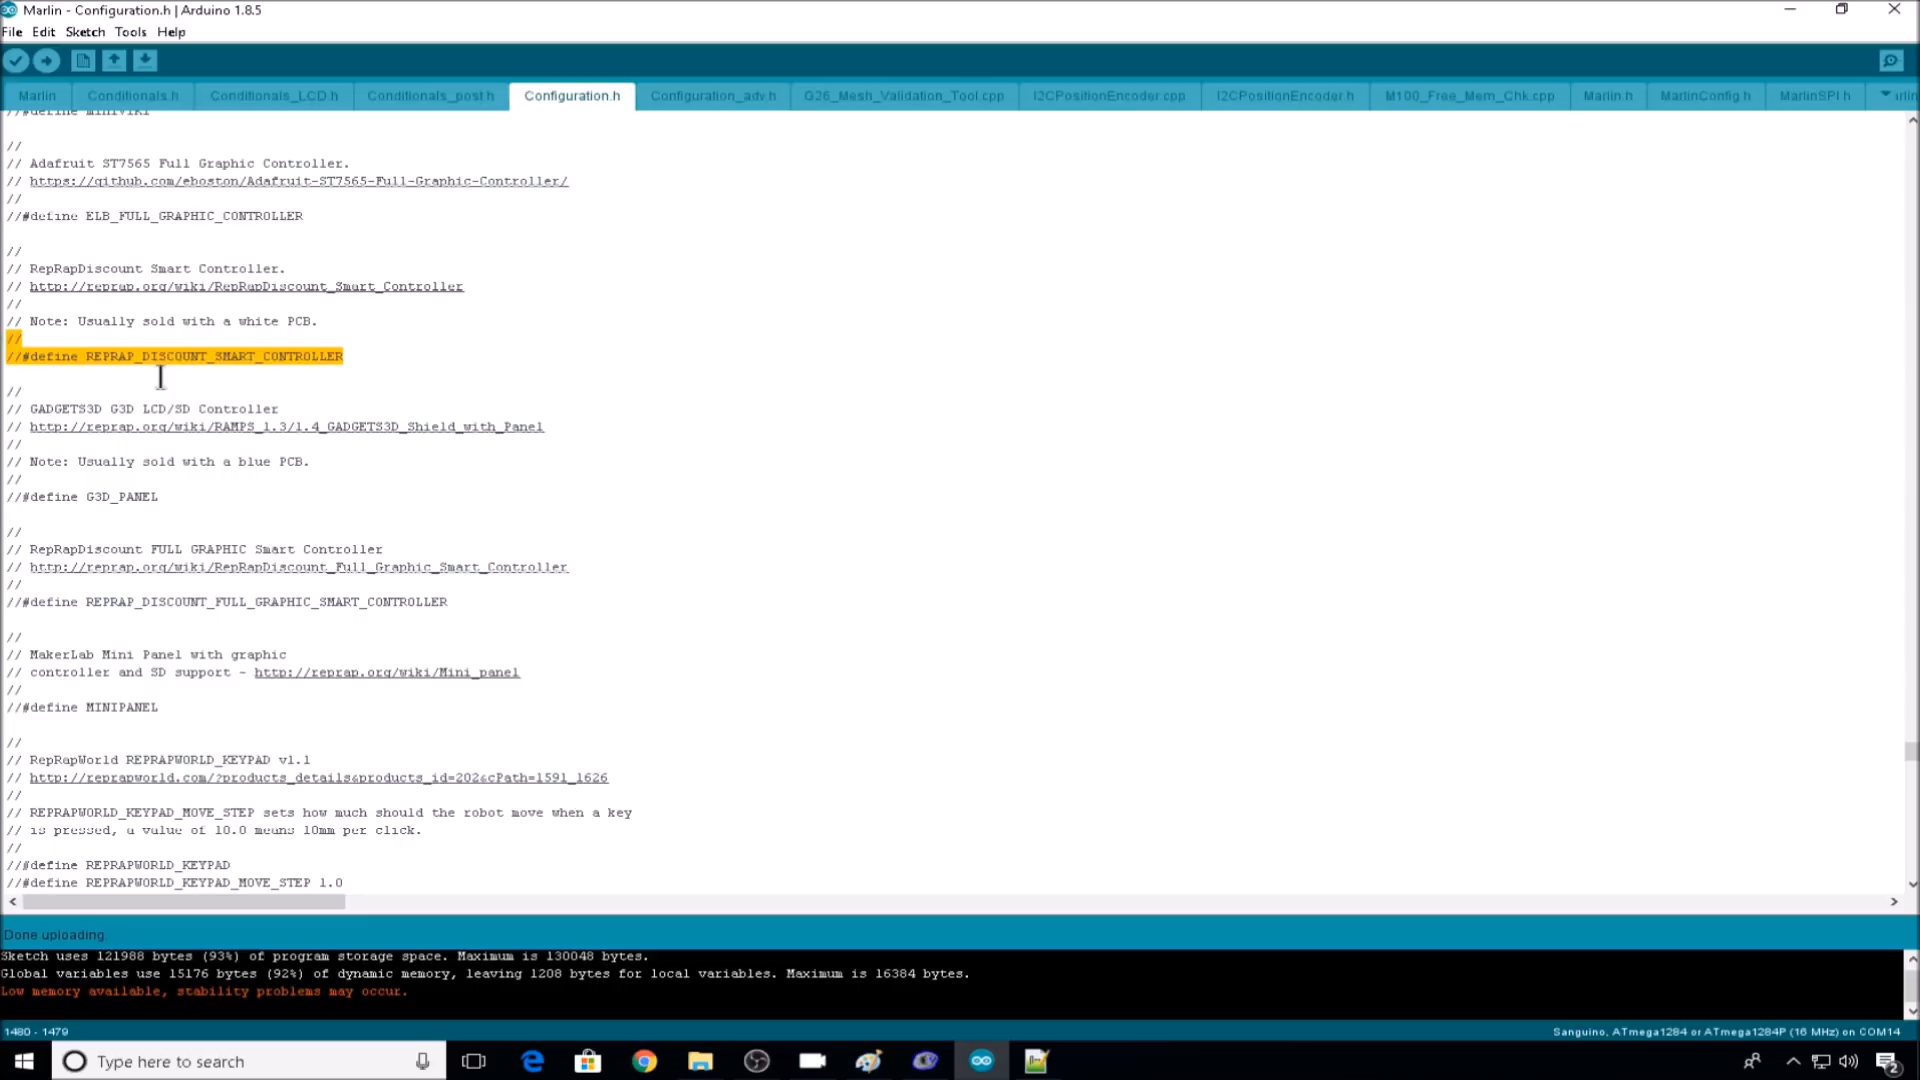 Marlin - Configuration.h | Arduino 1.8.5
File Edit Sketch Tools Help
Marlin Conditionals.h Conditionals_LCD.h Conditionals_post.h Configuration.h Configuration_adv.h G26_Mesh_Validation_Tool.cpp I2CPositionEncoder.cpp I2CPositionEncoder.h M100_Free_Mem_Chk.cpp Marlin.h MarlinConfig.h MarlinSPI.h
//#define miniVIKI
//
// Adafruit ST7565 Full Graphic Controller.
// https://github.com/eboston/Adafruit-ST7565-Full-Graphic-Controller/
//
//#define ELB_FULL_GRAPHIC_CONTROLLER
//
// RepRapDiscount Smart Controller.
// http://reprap.org/wiki/RepRapDiscount_Smart_Controller
//
// Note: Usually sold with a white PCB.
//
//#define REPRAP_DISCOUNT_SMART_CONTROLLER
//
// GADGETS3D G3D LCD/SD Controller
// http://reprap.org/wiki/RAMPS_1.3/1.4_GADGETS3D_Shield_with_Panel
//
// Note: Usually sold with a blue PCB.
//
//#define G3D_PANEL
//
// RepRapDiscount FULL GRAPHIC Smart Controller
// http://reprap.org/wiki/RepRapDiscount_Full_Graphic_Smart_Controller
//
//#define REPRAP_DISCOUNT_FULL_GRAPHIC_SMART_CONTROLLER
//
// MakerLab Mini Panel with graphic
// controller and SD support - http://reprap.org/wiki/Mini_panel
//
//#define MINIPANEL
//
// RepRapWorld REPRAPWORLD_KEYPAD v1.1
// http://reprapworld.com/?products_details&products_id=202&cPath=1591_1626
//
// REPRAPWORLD_KEYPAD_MOVE_STEP sets how much should the robot move when a key
// is pressed, a value of 10.0 means 10mm per click.
//
//#define REPRAPWORLD_KEYPAD
//#define REPRAPWORLD_KEYPAD_MOVE_STEP 1.0
Done uploading.
Sketch uses 121988 bytes (93%) of program storage space. Maximum is 130048 bytes.
Global variables use 15176 bytes (92%) of dynamic memory, leaving 1208 bytes for local variables. Maximum is 16384 bytes.
Low memory available, stability problems may occur.
1480 - 1479 Sanguino, ATmega1284 or ATmega1284P (16 MHz) on COM14
Type here to search
2